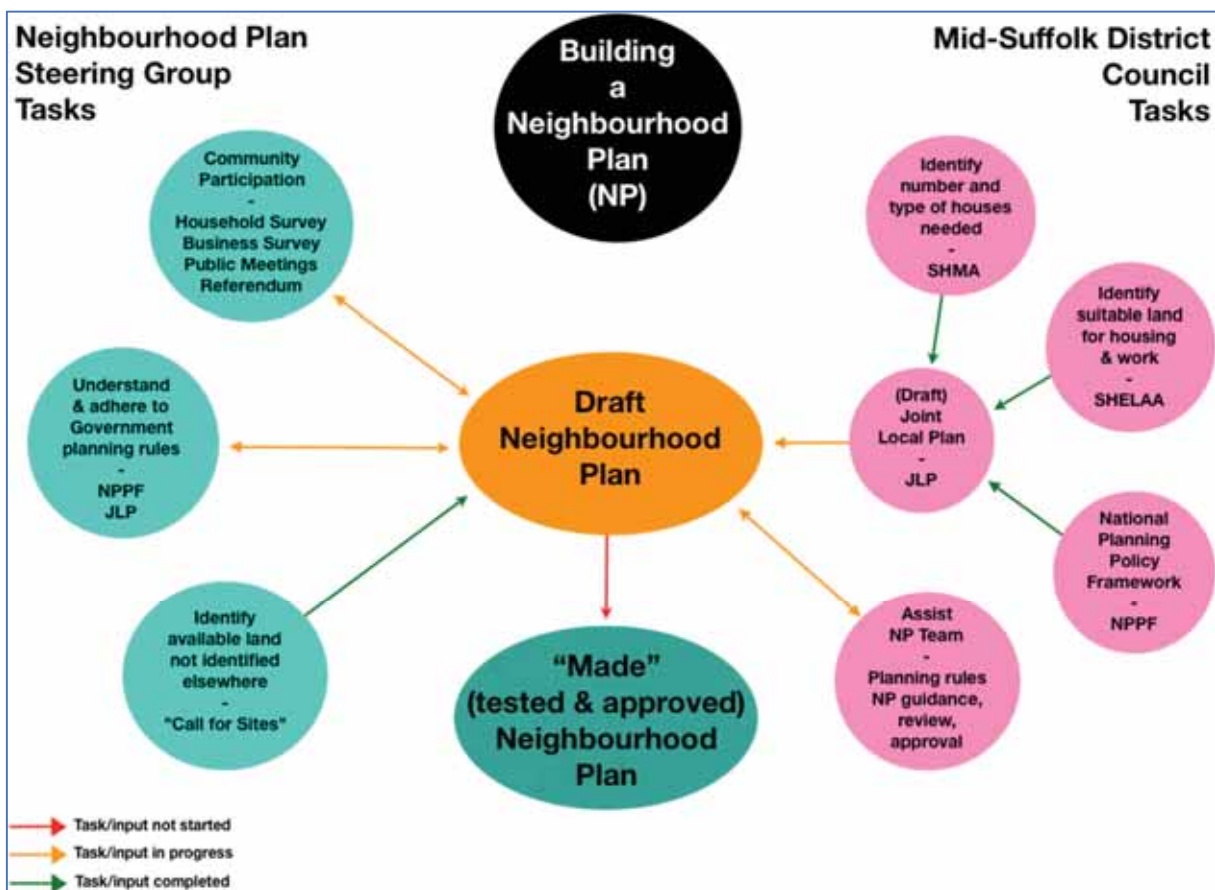 Neighbourhood Plan
Steering Group
Tasks
Building
a
Neighbourhood
Plan
(NP)
Mid-Suffolk District
Council
Tasks
Community
Participation
-
Household Survey
Business Survey
Public Meetings
Referendum
Understand
& adhere to
Government
planning rules
-
NPPF
JLP
Identify
available land
not identified
elsewhere
-
"Call for Sites"
Draft
Neighbourhood
Plan
“Made”
(tested & approved)
Neighbourhood
Plan
Identify
number and
type of houses
needed
-
SHMA
Identify
suitable land
for housing
& work
-
SHELAA
(Draft)
Joint
Local Plan
-
JLP
National
Planning
Policy
Framework
-
NPPF
Assist
NP Team
-
Planning rules
NP guidance,
review,
approval
Task/input not started
Task/input in progress
Task/input completed